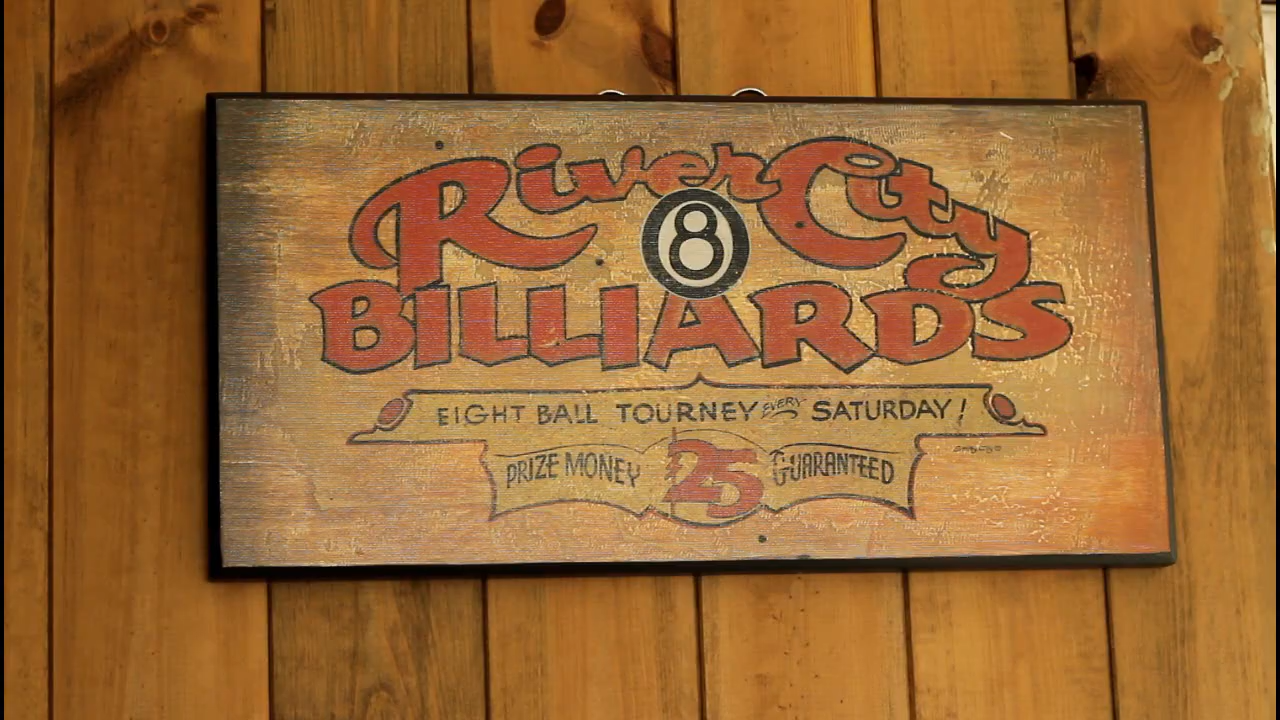 River City
8
BILLIARDS
EIGHT BALL TOURNEY EVERY SATURDAY!
PRIZE MONEY $25 GUARANTEED